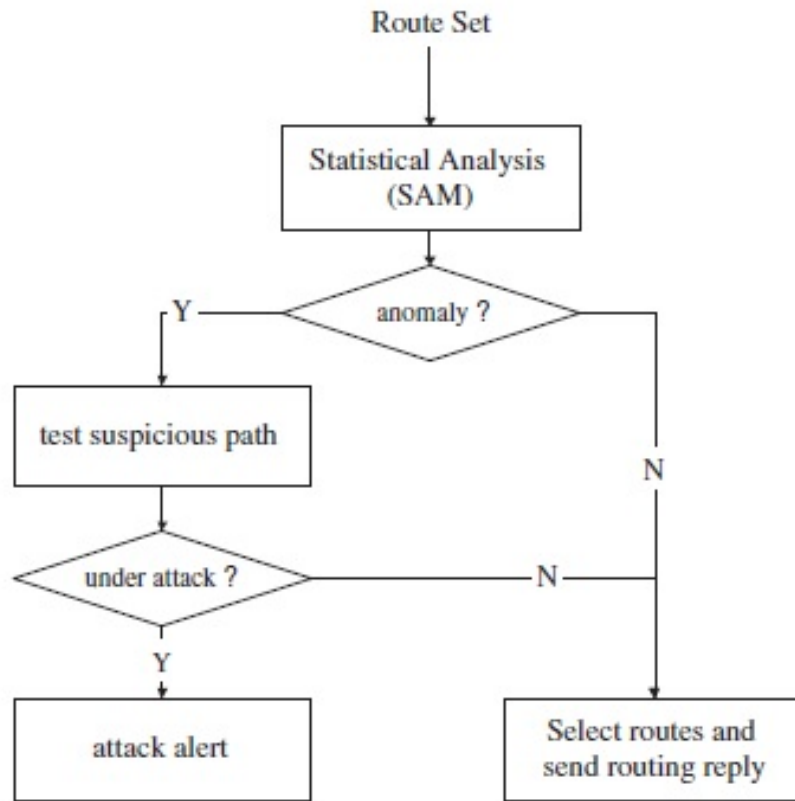 Route Set
Statistical Analysis
(SAM)
anomaly ?
Y
test suspicious path
N
under attack ?
N
Y
attack alert
Select routes and
send routing reply